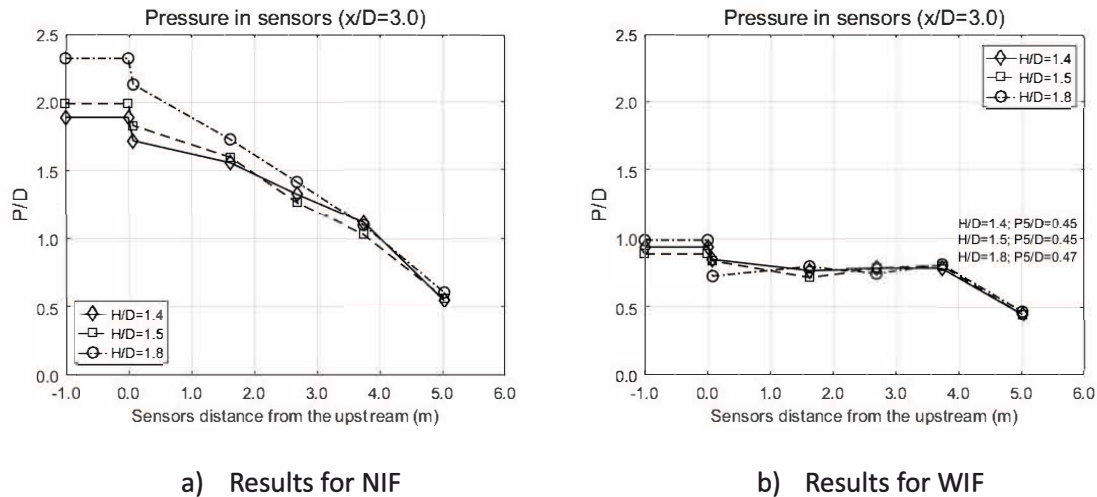 Pressure in sensors (x/D=3.0)
2.5
2.0
1.5
1.0
0.5
0.0
P/D
H/D=1.4
H/D=1.5
H/D=1.8
-1.0 0.0 1.0 2.0 3.0 4.0 5.0 6.0
Sensors distance from the upstream (m)
a) Results for NIF
Pressure in sensors (x/D=3.0)
2.5
2.0
1.5
1.0
0.5
0.0
P/D
H/D=1.4
H/D=1.5
H/D=1.8
H/D=1.4; P5/D=0.45
H/D=1.5; P5/D=0.45
H/D=1.8; P5/D=0.47
-1.0 0.0 1.0 2.0 3.0 4.0 5.0 6.0
Sensors distance from the upstream (m)
b) Results for WIF